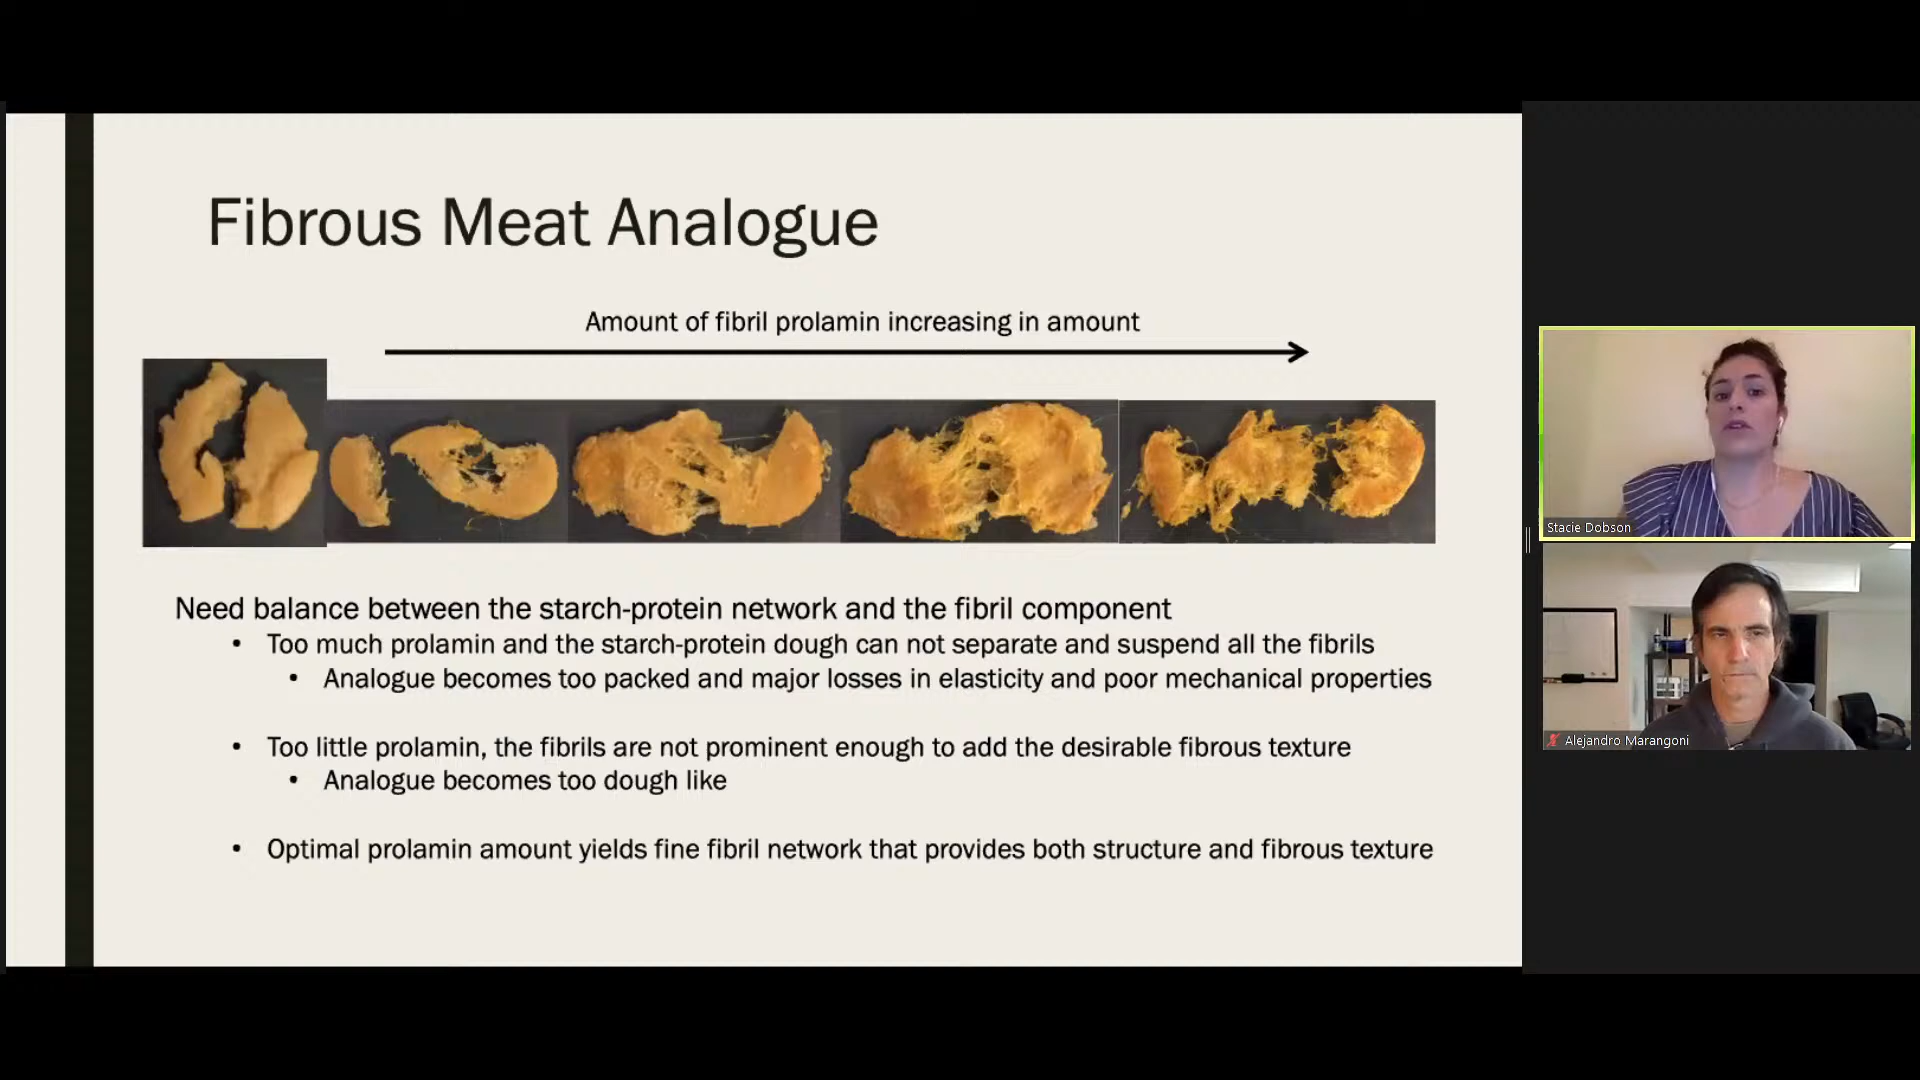 Fibrous Meat Analogue
Amount of fibril prolamin increasing in amount
Need balance between the starch-protein network and the fibril component
• Too much prolamin and the starch-protein dough can not separate and suspend all the fibrils
• Analogue becomes too packed and major losses in elasticity and poor mechanical properties
• Too little prolamin, the fibrils are not prominent enough to add the desirable fibrous texture
• Analogue becomes too dough like
• Optimal prolamin amount yields fine fibril network that provides both structure and fibrous texture
Stacie Dobson
Alejandro Marangoni